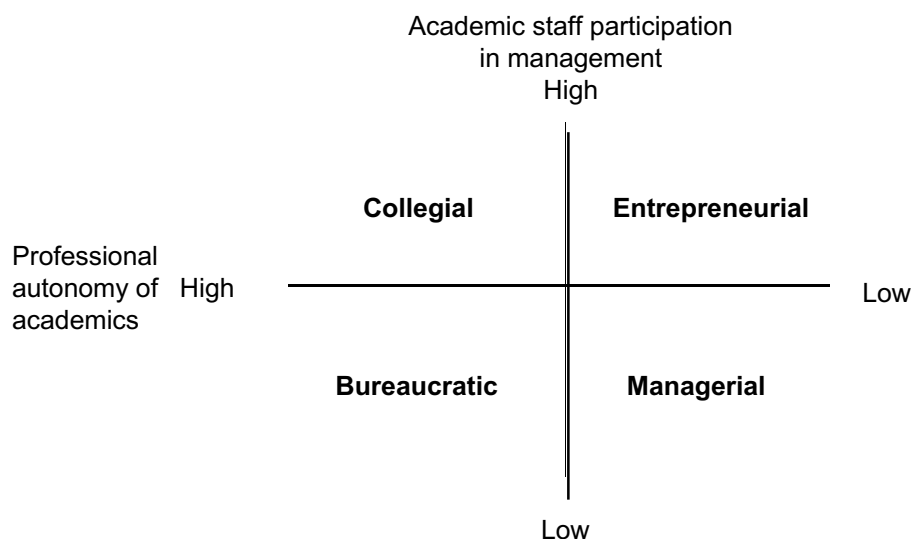 Academic staff participation
in management
High
Collegial
Entrepreneurial
Professional
autonomy of High
academics
Low
Bureaucratic
Managerial
Low